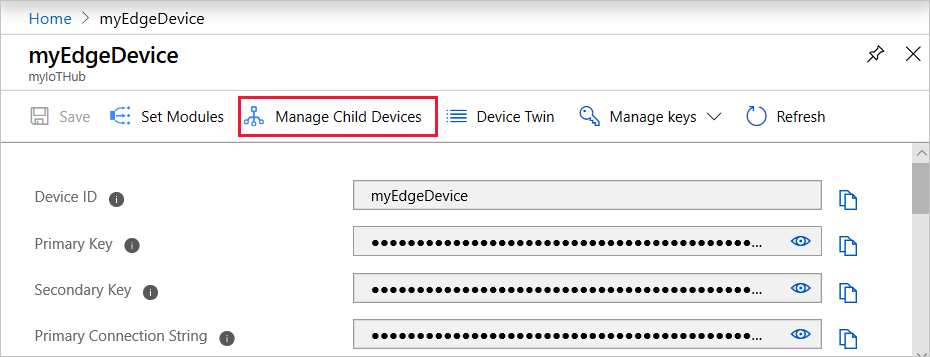 Home > myEdgeDevice
myEdgeDevice
myIoTHub
Save Set Modules Manage Child Devices Device Twin Manage keys Refresh
Device ID myEdgeDevice
Primary Key ●●●●●●●●●●●●●●●●●●●●●●●●●●●●●●●●●●●●●●●●●●...
Secondary Key ●●●●●●●●●●●●●●●●●●●●●●●●●●●●●●●●●●●●●●●●●●...
Primary Connection String ●●●●●●●●●●●●●●●●●●●●●●●●●●●●●●●●●●●●●●●●●●...